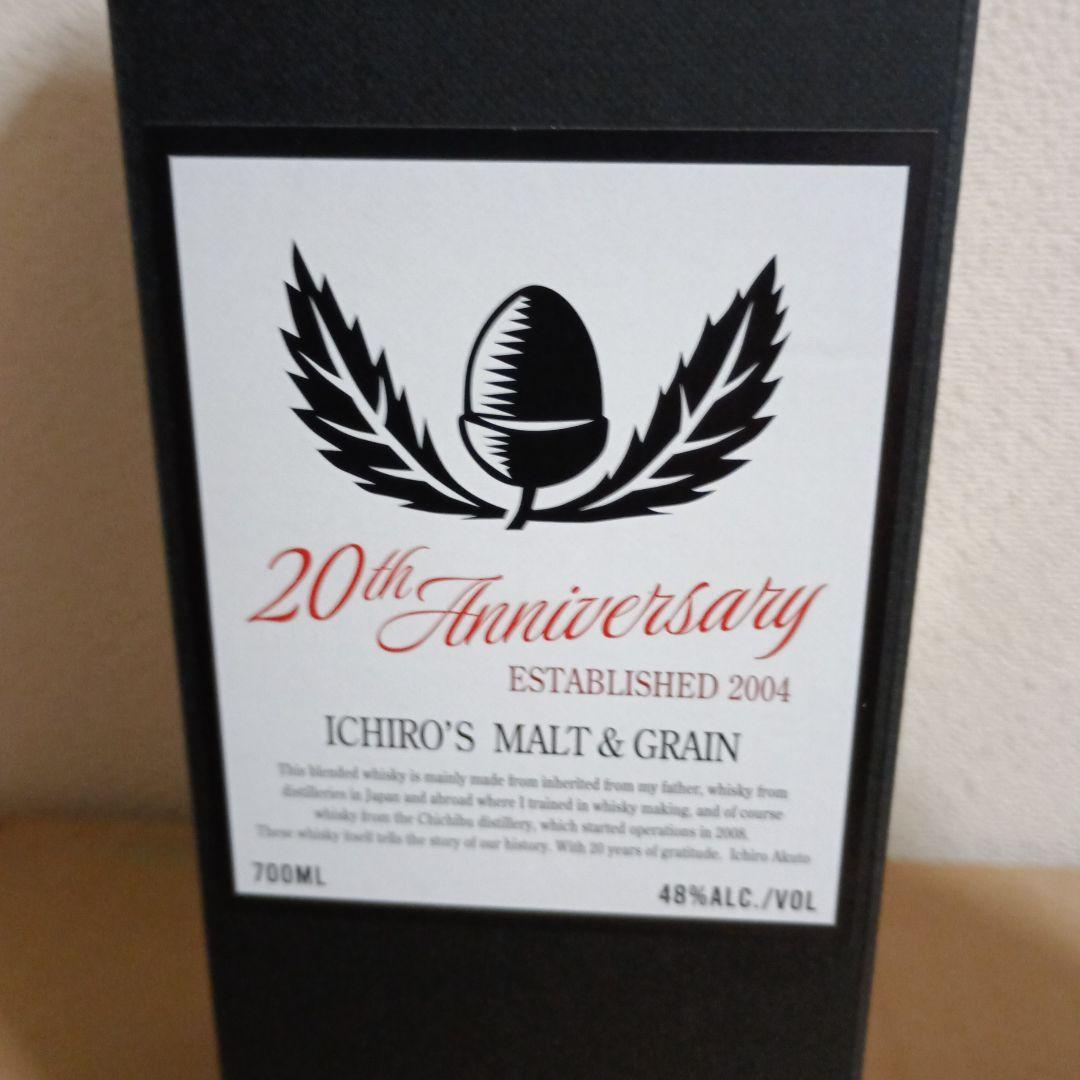 20th Anniversary
ESTABLISHED 2004
ICHIRO'S MALT & GRAIN
This blended whisky is mainly made from inherited from my father, whisky from
distilleries in Japan and abroad where I trained in whisky making, and of course
whisky from the Chichibu distillery, which started operations in 2008.
These whisky itself tells the story of our history. With 20 years of gratitude. Ichiro Akuto
700ML
48%ALC./VOL